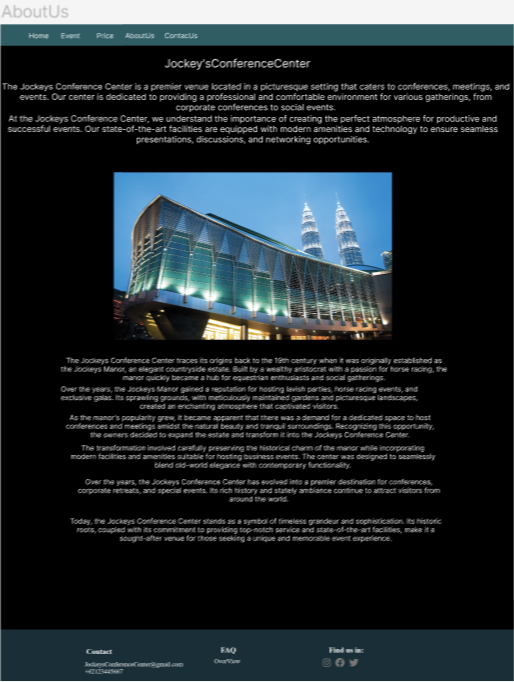 AboutUs
Home Event Price AboutUs ContacUs
Jockey'sConferenceCenter
The Jockeys Conference Center is a premier venue located in a picturesque setting that caters to conferences, meetings, and
events. Our center is dedicated to providing a professional and comfortable environment for various gatherings, from
corporate conferences to social events.
At the Jockeys Conference Center, we understand the importance of creating the perfect atmosphere for productive and
successful events. Our state-of-the-art facilities are equipped with modern amenities and technology to ensure seamless
presentations, discussions, and networking opportunities.
The Jockeys Conference Center traces its origins back to the 19th century when it was originally established as
the Jockeys Manor, an elegant countryside estate. Built by a wealthy aristocrat with a passion for horse racing, the
manor quickly became a hub for equestrian enthusiasts and social gatherings.
Over the years, the Jockeys Manor gained a reputation for hosting lavish parties, horse racing events, and
exclusive galas. Its sprawling grounds, with meticulously maintained gardens and picturesque landscapes,
created an enchanting atmosphere that captivated visitors.
As the manor's popularity grew, it became apparent that there was a demand for a dedicated space to host
conferences and meetings amidst the natural beauty and tranquil surroundings. Recognizing this opportunity,
the owners decided to expand the estate and transform it into the Jockeys Conference Center.
The transformation involved carefully preserving the historical charm of the manor while incorporating
modern facilities and amenities suitable for hosting business events. The center was designed to seamlessly
blend old-world elegance with contemporary functionality.
Over the years, the Jockeys Conference Center has evolved into a premier destination for conferences,
corporate retreats, and special events. Its rich history and stately ambiance continue to attract visitors from
around the world.
Today, the Jockeys Conference Center stands as a symbol of timeless grandeur and sophistication. Its historic
roots, coupled with its commitment to providing top-notch service and state-of-the-art facilities, make it a
sought-after venue for those seeking a unique and memorable event experience.
Contact FAQ Find us in:
JockeysConferenceCenter@gmail.com OverView
+62123445667